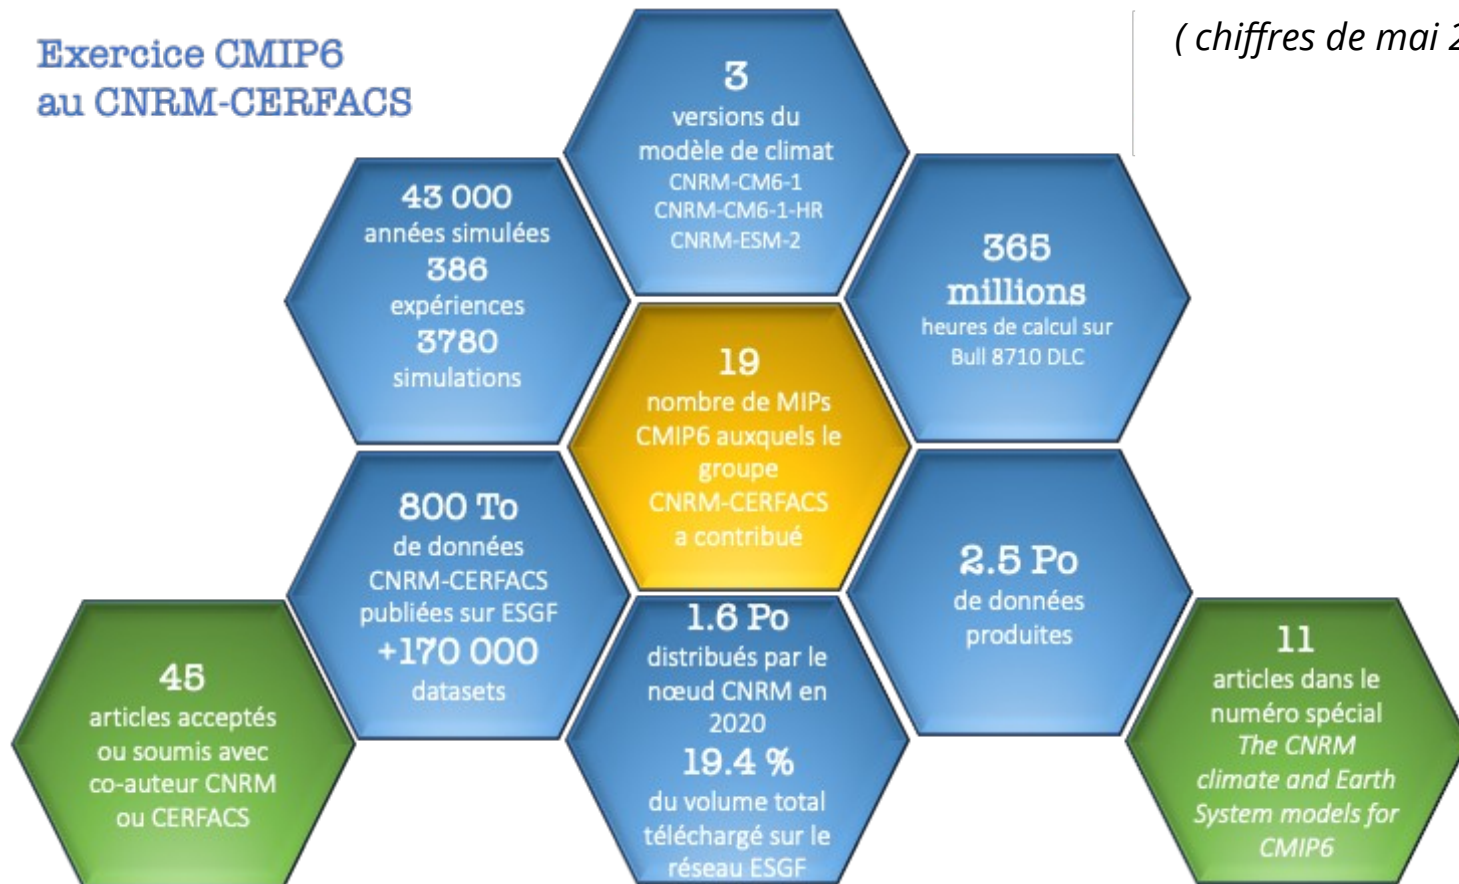 Exercice CMIP6
au CNRM-CERFACS
( chiffres de mai 2
3
versions du
modèle de climat
CNRM-CM6-1
CNRM-CM6-1-HR
CNRM-ESM-2
43 000
années simulées
386
expériences
3780
simulations
365
millions
heures de calcul sur
Bull 8710 DLC
19
nombre de MIPs
CMIP6 auxquels le
groupe
CNRM-CERFACS
a contribué
800 To
de données
CNRM-CERFACS
publiées sur ESGF
+170 000
datasets
2.5 Po
de données
produites
45
articles acceptés
ou soumis avec
co-auteur CNRM
ou CERFACS
1.6 Po
distribués par le
nœud CNRM en
2020
19.4 %
du volume total
téléchargé sur le
réseau ESGF
11
articles dans le
numéro spécial
The CNRM
climate and Earth
System models for
CMIP6